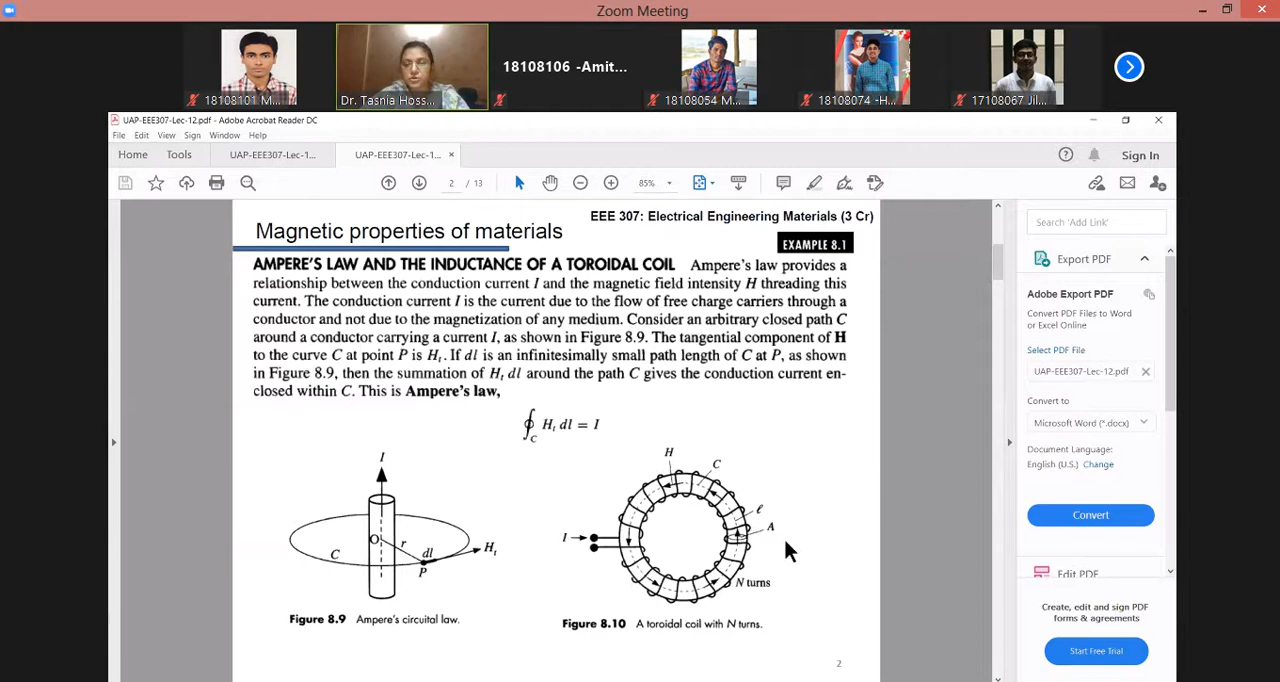 Zoom Meeting
18108101 M...
Dr. Tasnia Hoss...
18108106 -Amit...
18108054 M...
18108074 -H...
17108067 Jil...
UAP-EEE307-Lec-12.pdf - Adobe Acrobat Reader DC
File Edit View Sign Window Help
Home Tools UAP-EEE307-Lec-1... UAP-EEE307-Lec-1... × Sign In
2 / 13 85%
EEE 307: Electrical Engineering Materials (3 Cr)
Magnetic properties of materials
EXAMPLE 8.1
AMPERE'S LAW AND THE INDUCTANCE OF A TOROIDAL COIL Ampere's law provides a
relationship between the conduction current I and the magnetic field intensity H threading this
current. The conduction current I is the current due to the flow of free charge carriers through a
conductor and not due to the magnetization of any medium. Consider an arbitrary closed path C
around a conductor carrying a current I, as shown in Figure 8.9. The tangential component of H
to the curve C at point P is Hₜ. If dl is an infinitesimally small path length of C at P, as shown
in Figure 8.9, then the summation of Hₜ dl around the path C gives the conduction current en-
closed within C. This is Ampere's law,
∮C Hₜ dl = I
I
O
r
dl
Hₜ
C
P
Figure 8.9 Ampere's circuital law.
H
C
ℓ
A
I
N turns
Figure 8.10 A toroidal coil with N turns.
2
Search 'Add Link'
Export PDF
Adobe Export PDF
Convert PDF Files to Word
or Excel Online
Select PDF File
UAP-EEE307-Lec-12.pdf ×
Convert to
Microsoft Word (*.docx)
Document Language:
English (U.S.) Change
Convert
Edit PDF
Create, edit and sign PDF
forms & agreements
Start Free Trial